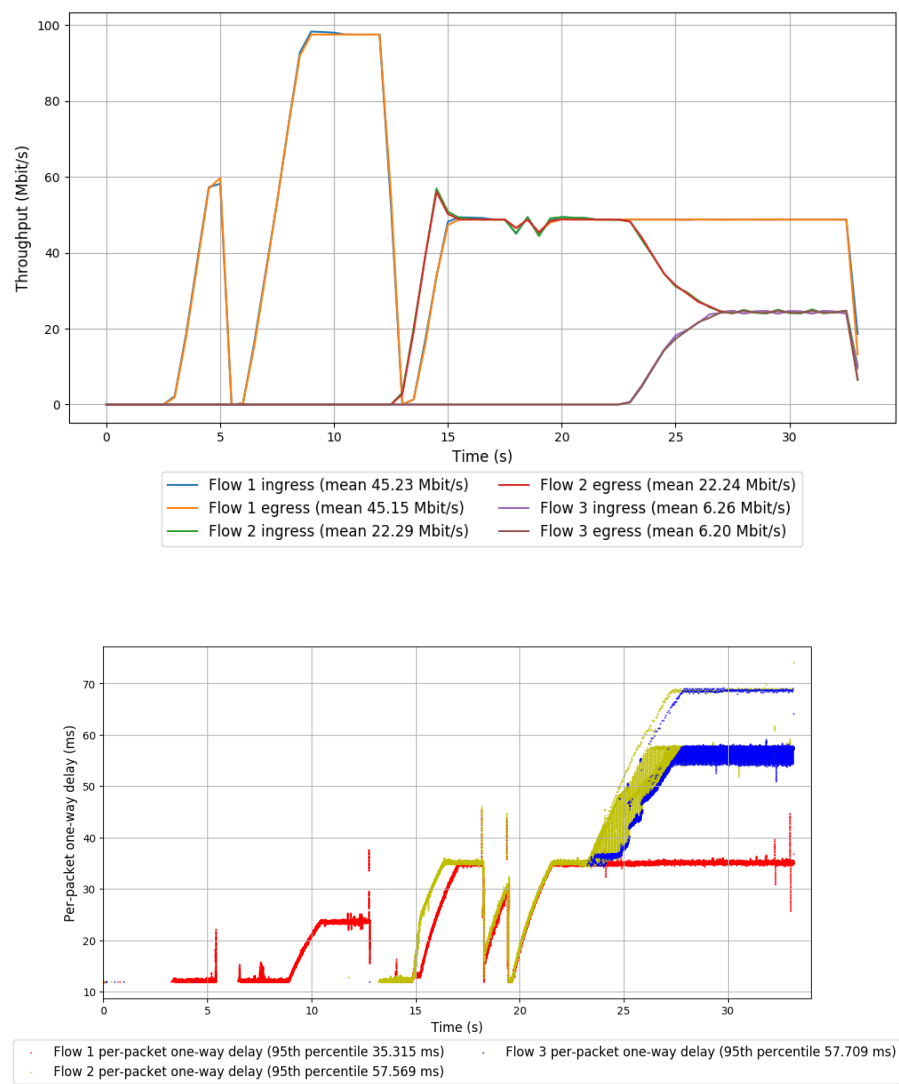 100
80
60
40
20
0
Throughput (Mbit/s)
0 5 10 15 20 25 30
Time (s)
Flow 1 ingress (mean 45.23 Mbit/s)
Flow 1 egress (mean 45.15 Mbit/s)
Flow 2 ingress (mean 22.29 Mbit/s)
Flow 2 egress (mean 22.24 Mbit/s)
Flow 3 ingress (mean 6.26 Mbit/s)
Flow 3 egress (mean 6.20 Mbit/s)
70
60
50
40
30
20
10
Per-packet one-way delay (ms)
0 5 10 15 20 25 30
Time (s)
Flow 1 per-packet one-way delay (95th percentile 35.315 ms)
Flow 2 per-packet one-way delay (95th percentile 57.569 ms)
Flow 3 per-packet one-way delay (95th percentile 57.709 ms)